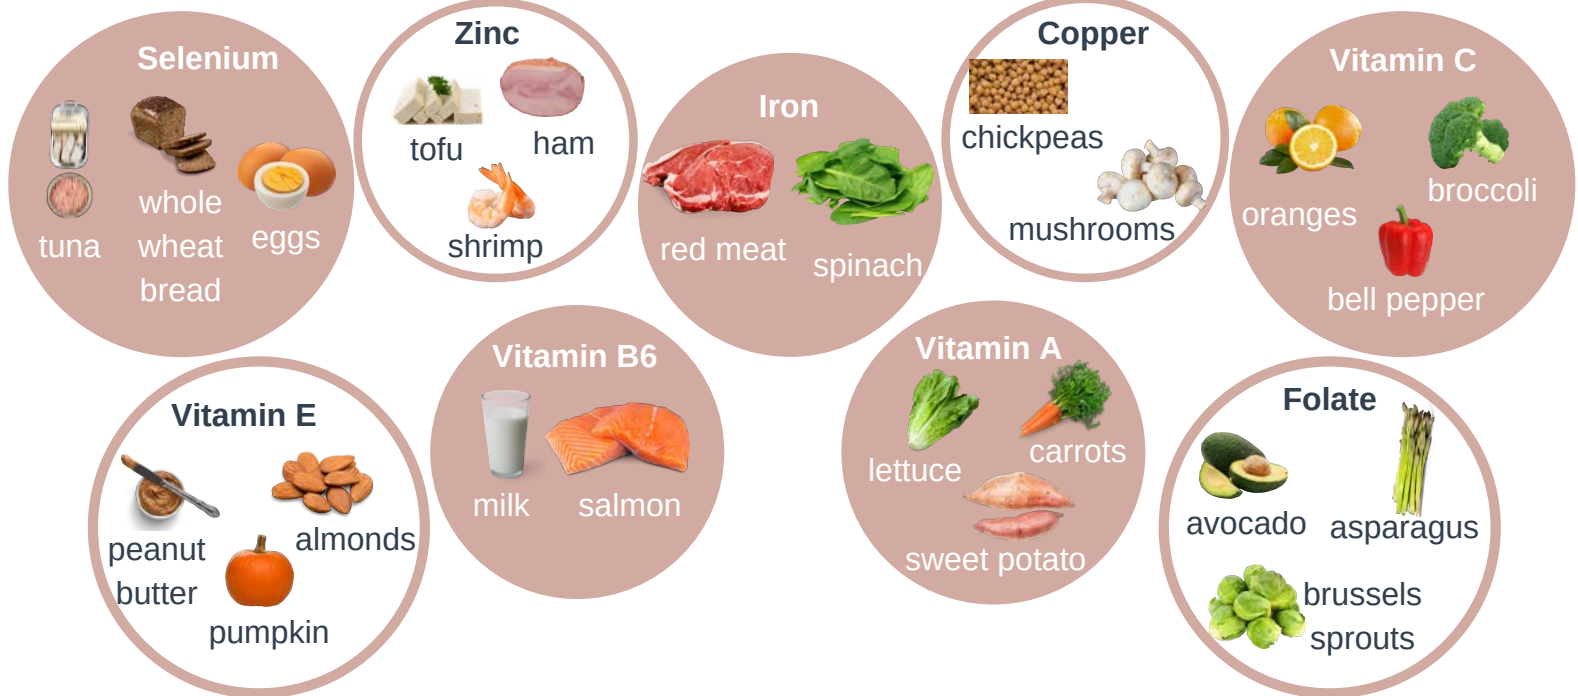 Selenium
tuna
whole
wheat
bread
eggs
Zinc
tofu
ham
shrimp
Iron
red meat
spinach
Copper
chickpeas
mushrooms
Vitamin C
oranges
broccoli
bell pepper
Vitamin E
peanut
butter
almonds
pumpkin
Vitamin B6
milk
salmon
Vitamin A
lettuce
carrots
sweet potato
Folate
avocado
asparagus
brussels
sprouts